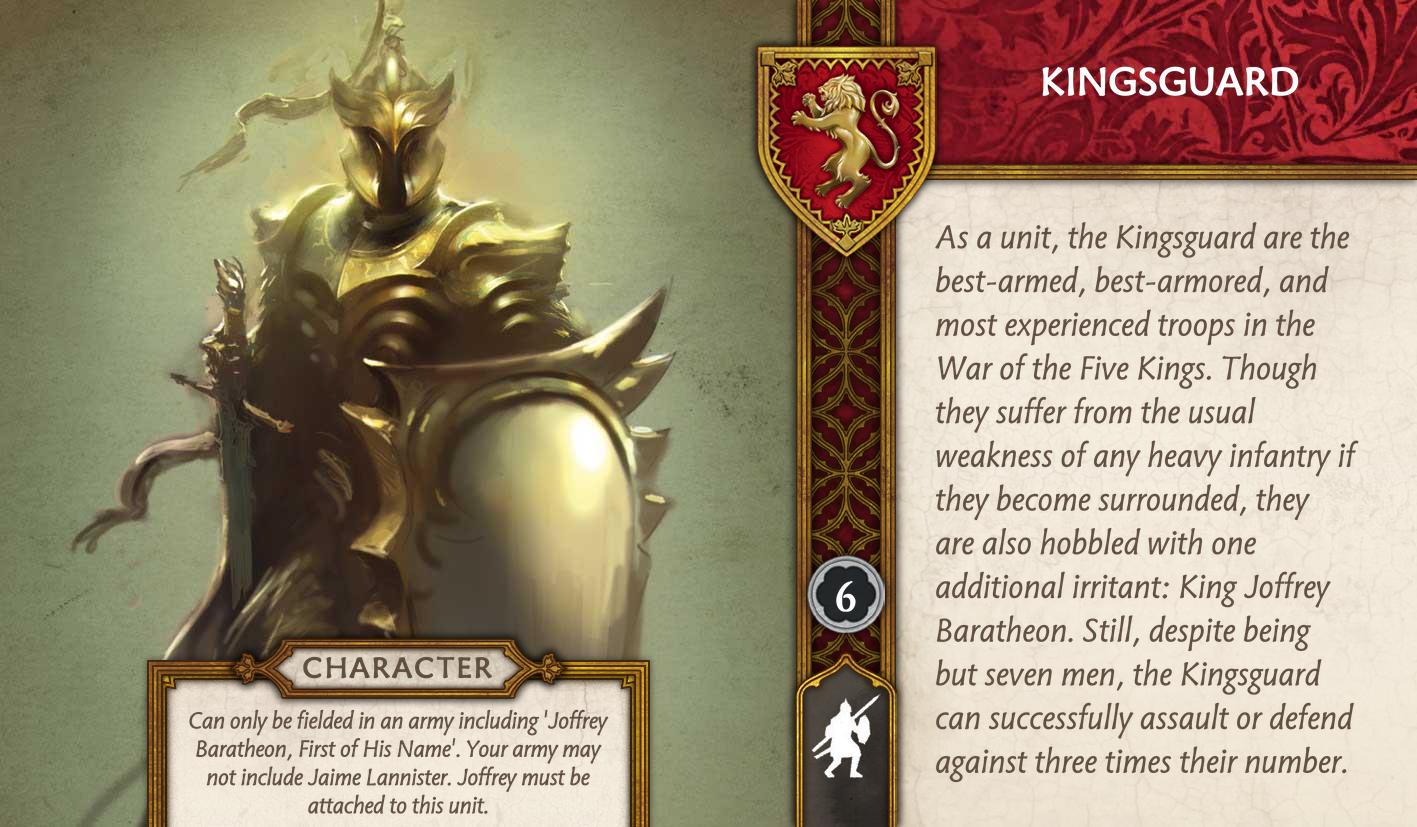 KINGSGUARD
As a unit, the Kingsguard are the
best-armed, best-armored, and
most experienced troops in the
War of the Five Kings. Though
they suffer from the usual
weakness of any heavy infantry if
they become surrounded, they
are also hobbled with one
additional irritant: King Joffrey
Baratheon. Still, despite being
but seven men, the Kingsguard
can successfully assault or defend
against three times their number.
6
CHARACTER
Can only be fielded in an army including 'Joffrey
Baratheon, First of His Name'. Your army may
not include Jaime Lannister. Joffrey must be
attached to this unit.